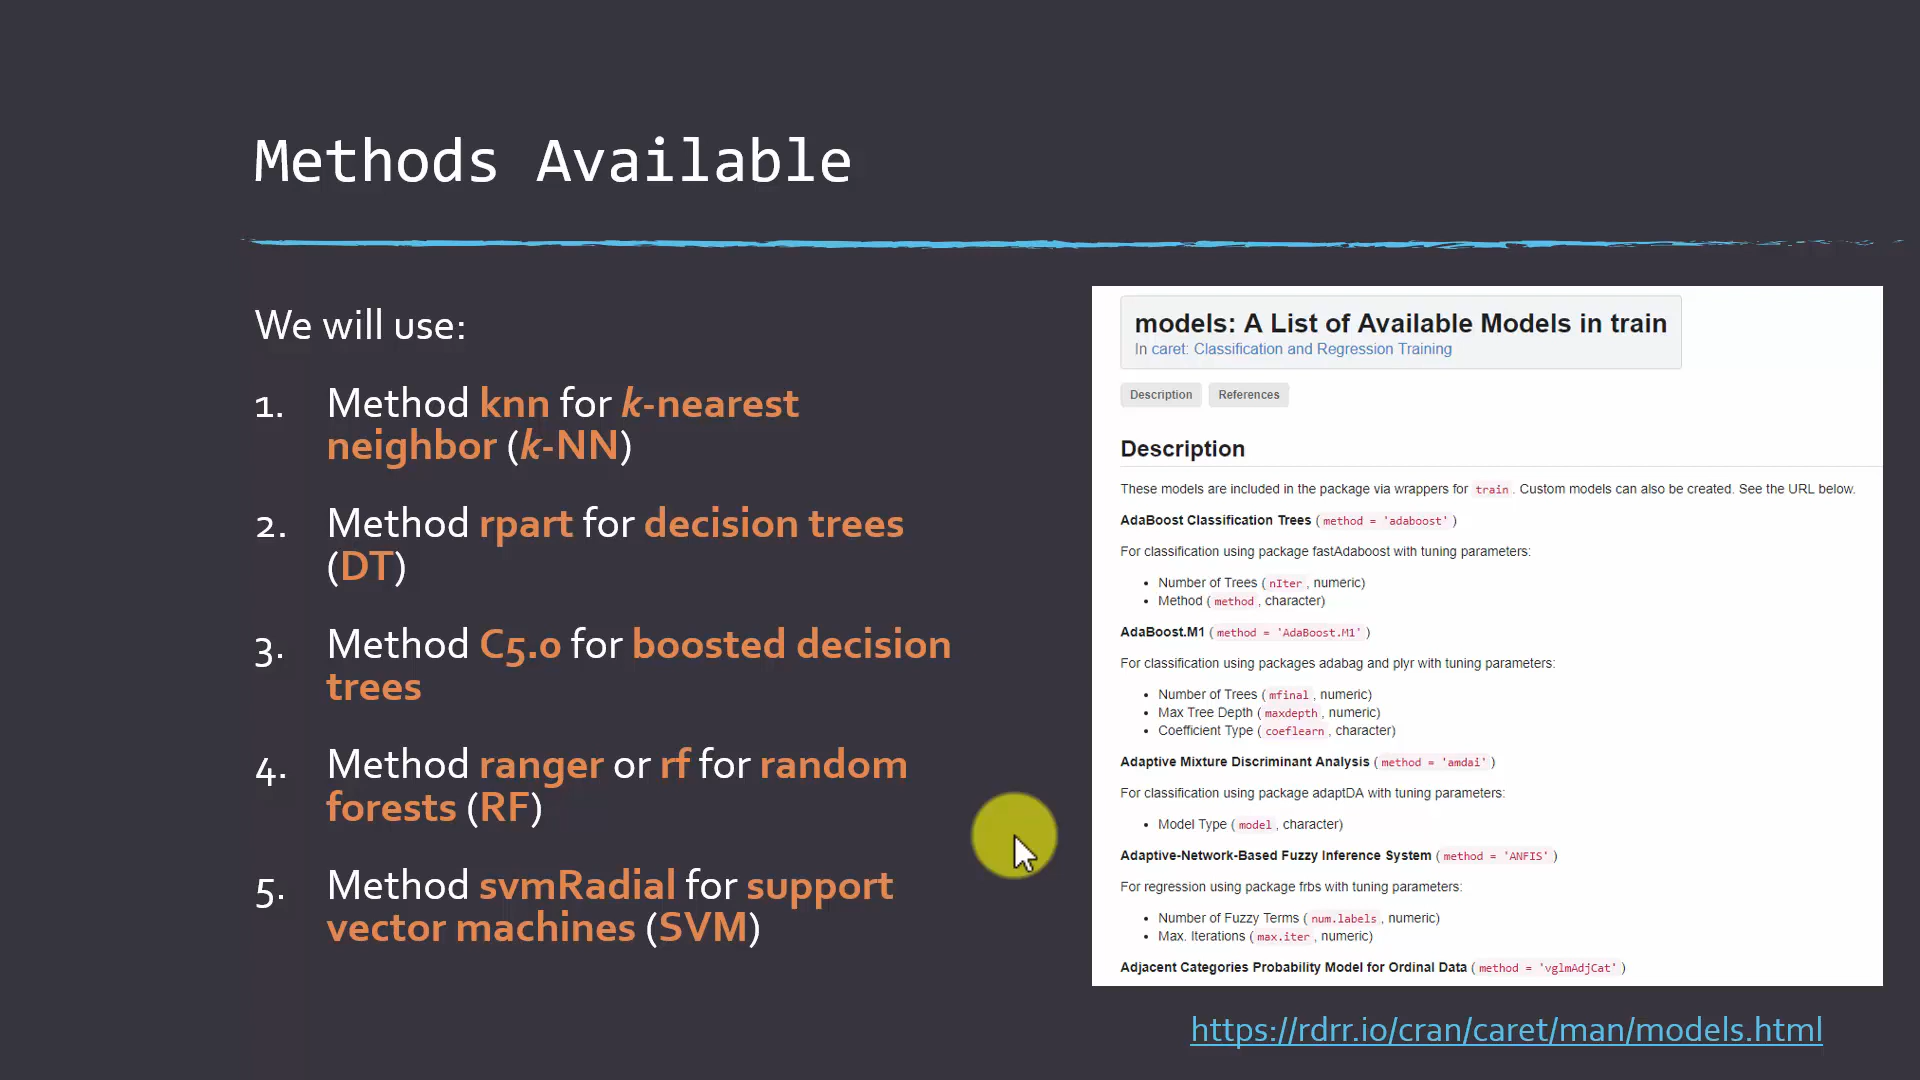 Methods Available
We will use:
1. Method knn for k-nearest
neighbor (k-NN)
2. Method rpart for decision trees
(DT)
3. Method C5.0 for boosted decision
trees
4. Method ranger or rf for random
forests (RF)
5. Method svmRadial for support
vector machines (SVM)
models: A List of Available Models in train
In caret: Classification and Regression Training
Description References
Description
These models are included in the package via wrappers for train . Custom models can also be created. See the URL below.
AdaBoost Classification Trees ( method = 'adaboost' )
For classification using package fastAdaboost with tuning parameters:
• Number of Trees ( nIter , numeric)
• Method ( method , character)
AdaBoost.M1 ( method = 'AdaBoost.M1' )
For classification using packages adabag and plyr with tuning parameters:
• Number of Trees ( mfinal , numeric)
• Max Tree Depth ( maxdepth , numeric)
• Coefficient Type ( coeflearn , character)
Adaptive Mixture Discriminant Analysis ( method = 'amdai' )
For classification using package adaptDA with tuning parameters:
• Model Type ( model , character)
Adaptive-Network-Based Fuzzy Inference System ( method = 'ANFIS' )
For regression using package frbs with tuning parameters:
• Number of Fuzzy Terms ( num.labels , numeric)
• Max. Iterations ( max.iter , numeric)
Adjacent Categories Probability Model for Ordinal Data ( method = 'vglmAdjCat' )
https://rdrr.io/cran/caret/man/models.html